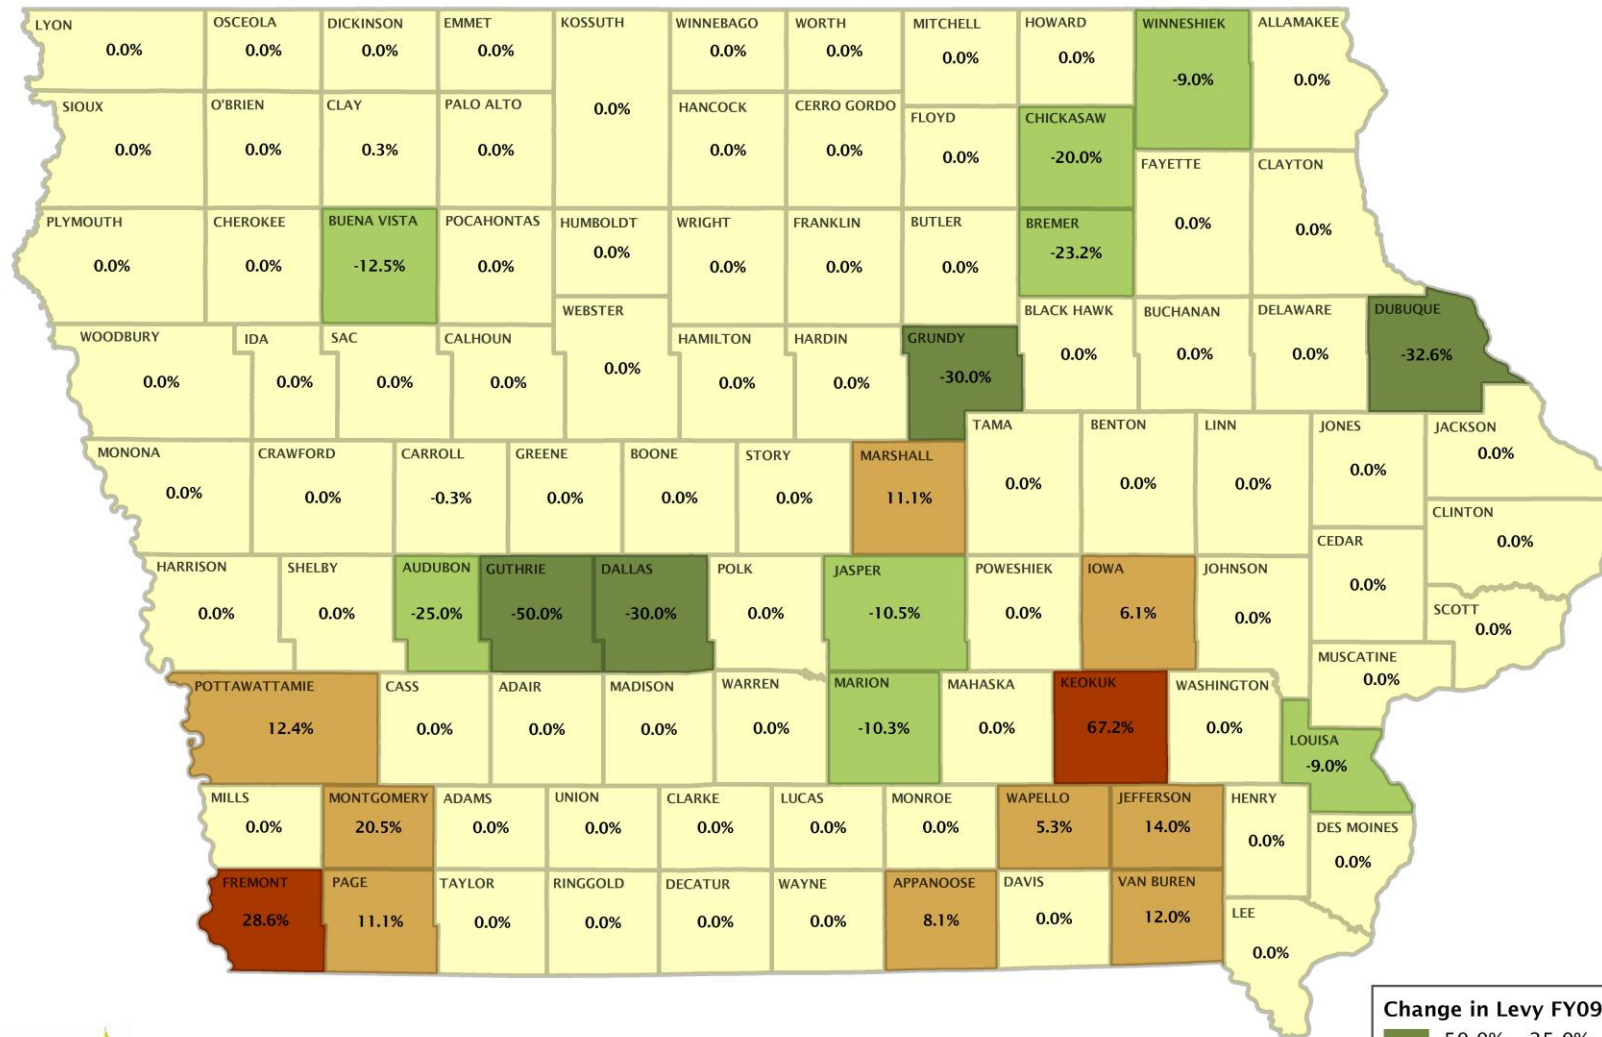 LYON
0.0%
OSCEOLA
0.0%
DICKINSON
0.0%
EMMET
0.0%
KOSSUTH
0.0%
WINNEBAGO
0.0%
WORTH
0.0%
MITCHELL
0.0%
HOWARD
0.0%
WINNESHIEK
-9.0%
ALLAMAKEE
0.0%
SIOUX
0.0%
O'BRIEN
0.0%
CLAY
0.3%
PALO ALTO
0.0%
HANCOCK
0.0%
CERRO GORDO
0.0%
FLOYD
0.0%
CHICKASAW
-20.0%
FAYETTE
0.0%
CLAYTON
0.0%
PLYMOUTH
0.0%
CHEROKEE
0.0%
BUENA VISTA
-12.5%
POCAHONTAS
0.0%
HUMBOLDT
0.0%
WRIGHT
0.0%
FRANKLIN
0.0%
BUTLER
0.0%
BREMER
-23.2%
WOODBURY
0.0%
IDA
0.0%
SAC
0.0%
CALHOUN
0.0%
WEBSTER
0.0%
HAMILTON
0.0%
HARDIN
0.0%
GRUNDY
-30.0%
BLACK HAWK
0.0%
BUCHANAN
0.0%
DELAWARE
0.0%
DUBUQUE
-32.6%
MONONA
0.0%
CRAWFORD
0.0%
CARROLL
-0.3%
GREENE
0.0%
BOONE
0.0%
STORY
0.0%
MARSHALL
11.1%
TAMA
0.0%
BENTON
0.0%
LINN
0.0%
JONES
0.0%
JACKSON
0.0%
CLINTON
0.0%
CEDAR
0.0%
HARRISON
0.0%
SHELBY
0.0%
AUDUBON
-25.0%
GUTHRIE
-50.0%
DALLAS
-30.0%
POLK
0.0%
JASPER
-10.5%
POWESHIEK
0.0%
IOWA
6.1%
JOHNSON
0.0%
SCOTT
0.0%
MUSCATINE
0.0%
POTTAWATTAMIE
12.4%
CASS
0.0%
ADAIR
0.0%
MADISON
0.0%
WARREN
0.0%
MARION
-10.3%
MAHASKA
0.0%
KEOKUK
67.2%
WASHINGTON
0.0%
LOUISA
-9.0%
MILLS
0.0%
MONTGOMERY
20.5%
ADAMS
0.0%
UNION
0.0%
CLARKE
0.0%
LUCAS
0.0%
MONROE
0.0%
WAPELLO
5.3%
JEFFERSON
14.0%
HENRY
0.0%
DES MOINES
0.0%
FREMONT
28.6%
PAGE
11.1%
TAYLOR
0.0%
RINGGOLD
0.0%
DECATUR
0.0%
WAYNE
0.0%
APPANOOSE
8.1%
DAVIS
0.0%
VAN BUREN
12.0%
LEE
0.0%
Change in Levy FY09